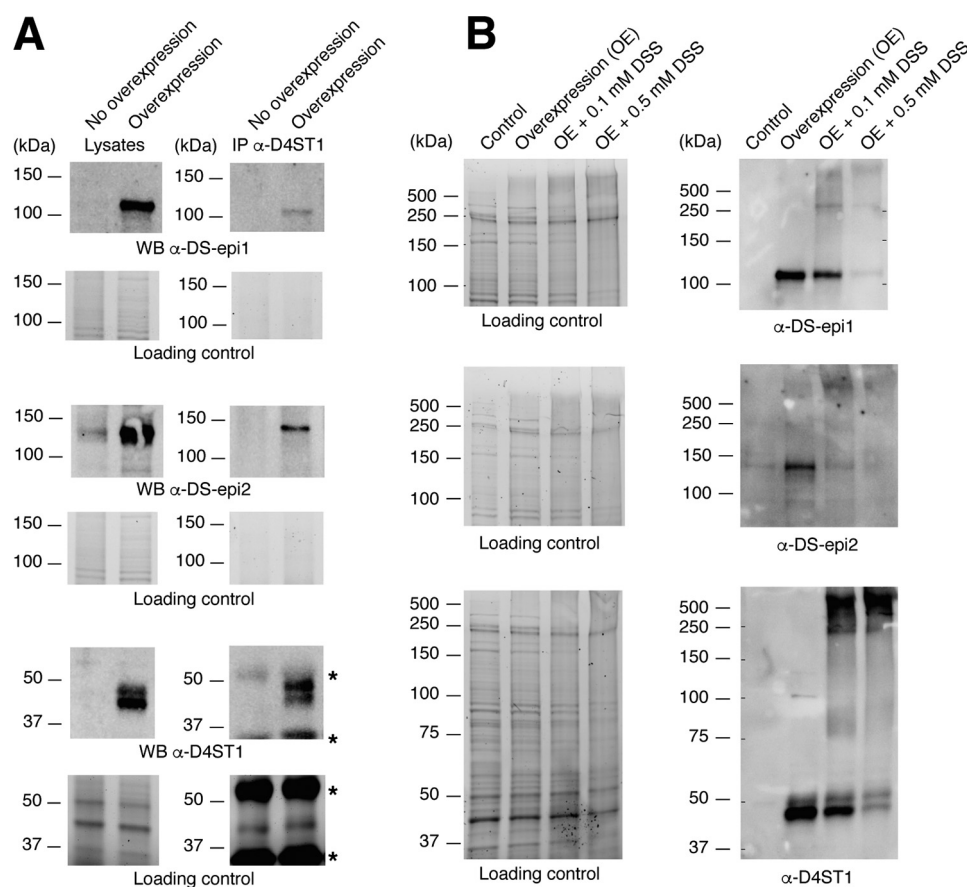 A
No overexpression
Overexpression
No overexpression
Overexpression
(kDa) Lysates (kDa) IP α-D4ST1
150 150
100 100
WB α-DS-epi1
150 150
100 100
Loading control
150 150
100 100
WB α-DS-epi2
150 150
100 100
Loading control
50 50 *
37 37 *
WB α-D4ST1
50 50 *
37 37 *
Loading control
B
Control
Overexpression (OE)
OE + 0.1 mM DSS
OE + 0.5 mM DSS
Control
Overexpression (OE)
OE + 0.1 mM DSS
OE + 0.5 mM DSS
(kDa) (kDa)
500 500
250 250
150 150
100 100
Loading control α-DS-epi1
500 500
250 250
150 150
100 100
Loading control α-DS-epi2
500 500
250 250
150 150
100 100
75 75
50 50
37 37
Loading control α-D4ST1